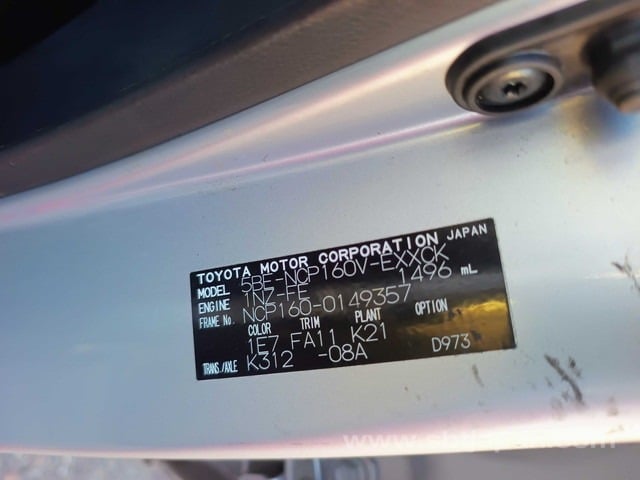 TOYOTA MOTOR CORPORATION JAPAN
MODEL 5BE-NCP160V-EXXCK
ENGINE 1NZ-FE 1496 mL
FRAME No. NCP160-0149357
COLOR TRIM PLANT OPTION
1E7 FA11 K21
TRANS./AXLE K312 -08A D973